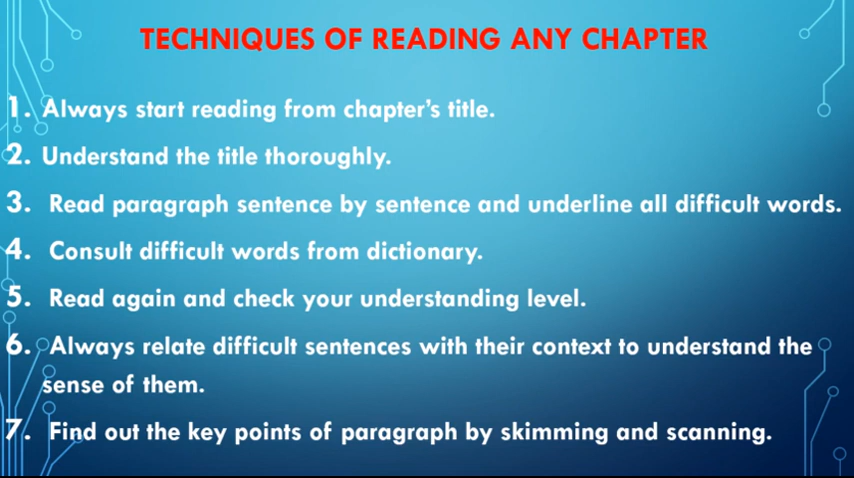 TECHNIQUES OF READING ANY CHAPTER
1. Always start reading from chapter's title.
2. Understand the title thoroughly.
3. Read paragraph sentence by sentence and underline all difficult words.
4. Consult difficult words from dictionary.
5. Read again and check your understanding level.
6. Always relate difficult sentences with their context to understand the
sense of them.
7. Find out the key points of paragraph by skimming and scanning.